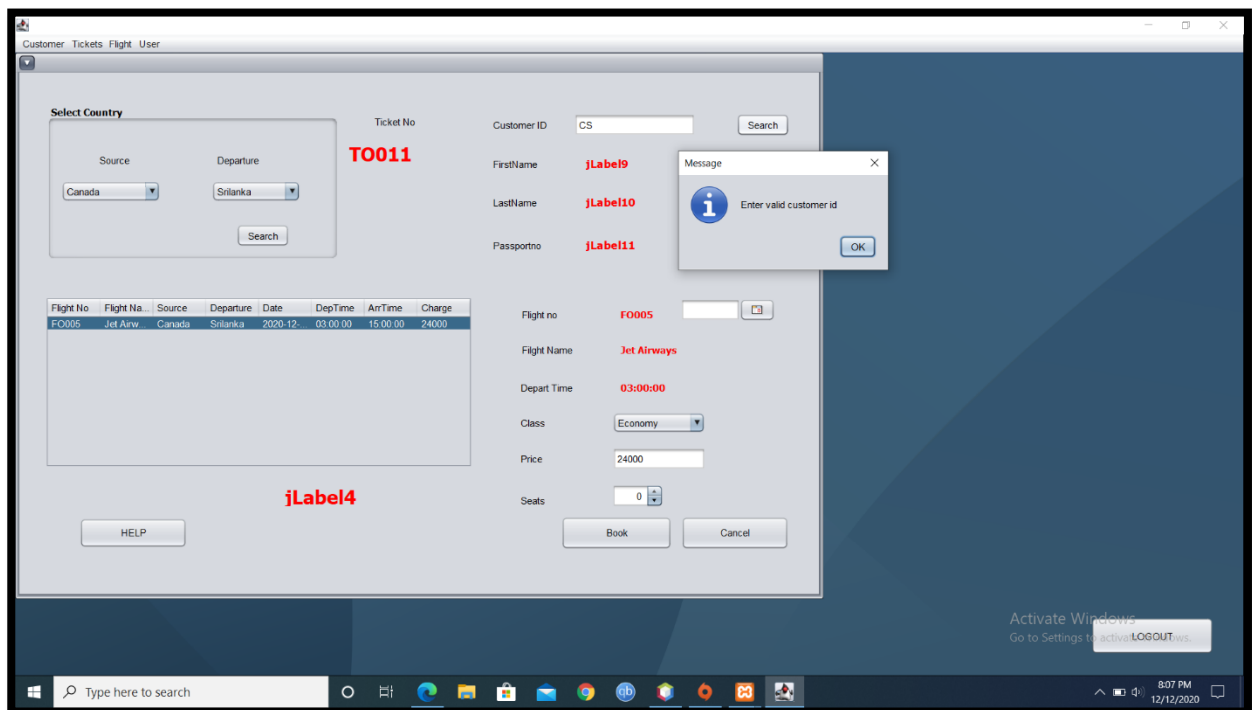 Customer Tickets Flight User
Select Country
Ticket No
Customer ID CS Search
Source Departure
TO011
FirstName jLabel9
Message
Canada Srilanka
LastName jLabel10
Enter valid customer id
Search
Passportno jLabel11
OK
Flight No Flight Na... Source Departure Date DepTime ArrTime Charge
FO005 Jet Airw... Canada Srilanka 2020-12-... 03:00:00 15:00:00 24000
Flight no FO005
Filght Name Jet Airways
Depart Time 03:00:00
Class Economy
Price 24000
jLabel4
Seats 0
HELP
Book Cancel
Activate Windows
Go to Settings to activate Windows.
LOGOUT
Type here to search
8:07 PM
12/12/2020